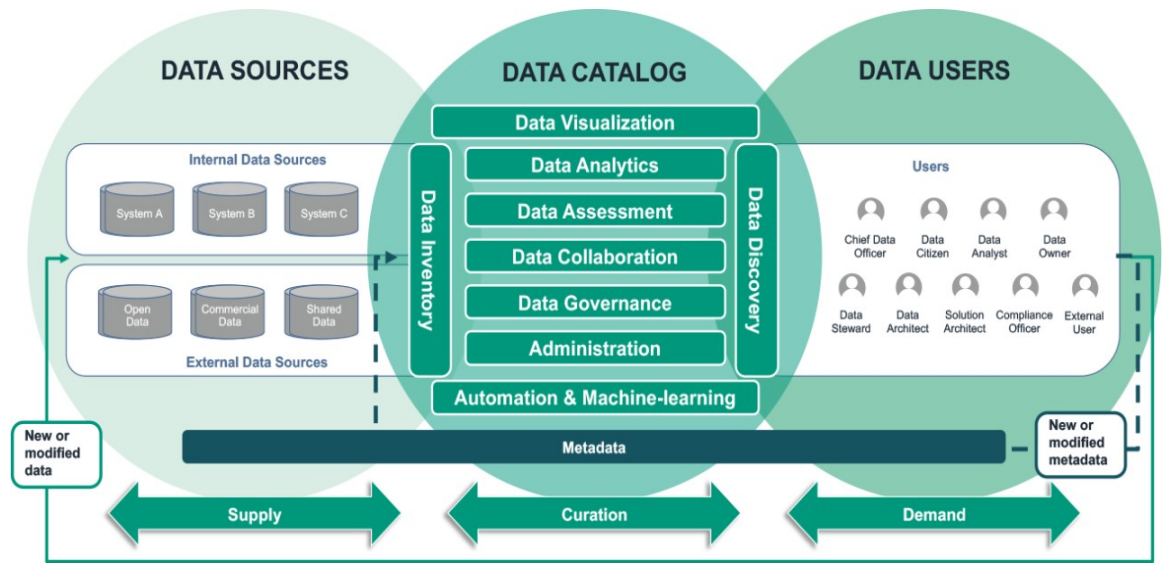 DATA SOURCES
DATA CATALOG
DATA USERS
Internal Data Sources
System A
System B
System C
Open
Data
Commercial
Data
Shared
Data
External Data Sources
Data Inventory
Data Visualization
Data Analytics
Data Assessment
Data Collaboration
Data Governance
Administration
Automation & Machine-learning
Data Discovery
Users
Chief Data
Officer
Data
Citizen
Data
Analyst
Data
Owner
Data
Steward
Data
Architect
Solution
Architect
Compliance
Officer
External
User
New or
modified
data
Metadata
New or
modified
metadata
Supply
Curation
Demand